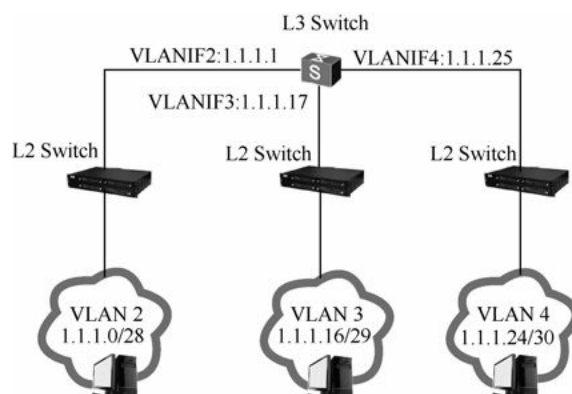 L3 Switch
VLANIF2:1.1.1.1
VLANIF4:1.1.1.25
S
VLANIF3:1.1.1.17
L2 Switch
L2 Switch
L2 Switch
VLAN 2
1.1.1.0/28
VLAN 3
1.1.1.16/29
VLAN 4
1.1.1.24/30